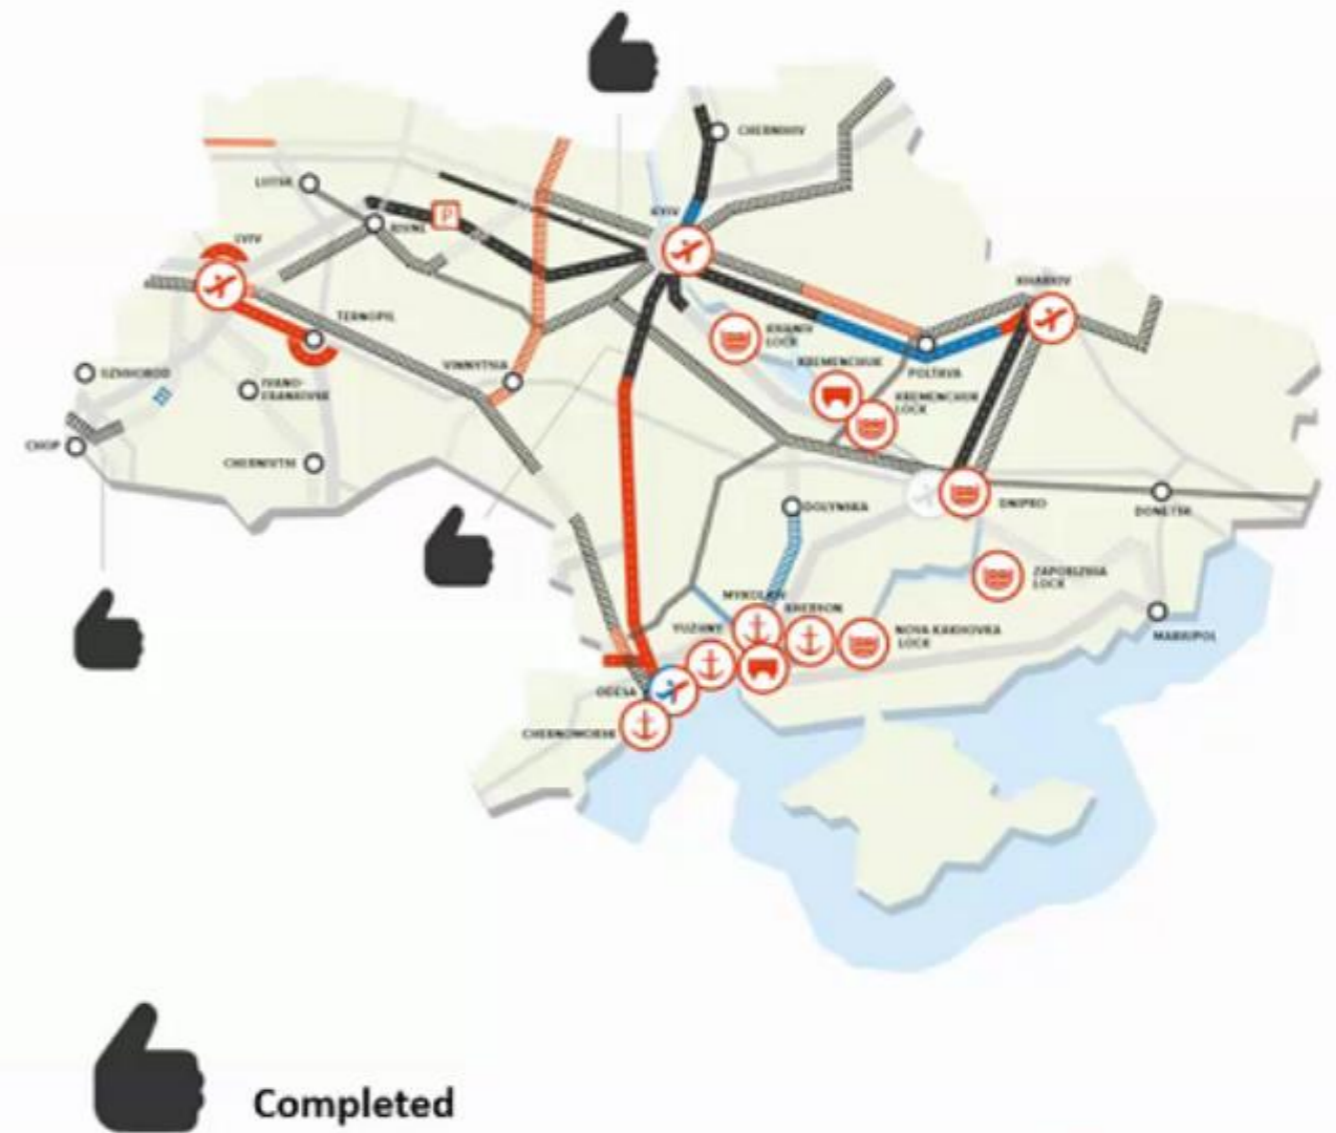 CHERNIHIV
LUTSK
P
KYIV
RIVNE
LVIV
KHARKIV
TERNOPIL
KANIV
LOCK
VINNYTSIA
KREMENCHUK
POLTAVA
UZHHOROD
IVANO-
FRANKIVSK
KREMENCHUK
LOCK
CHOP
CHERNIVTSI
DOLYNSKA
DNIPRO
DONETSK
ZAPORIZHIA
LOCK
MYKOLAIV
KHERSON
YUZHNY
NOVA KAKHOVKA
LOCK
MARIUPOL
ODESA
CHERNOMORSK
Completed